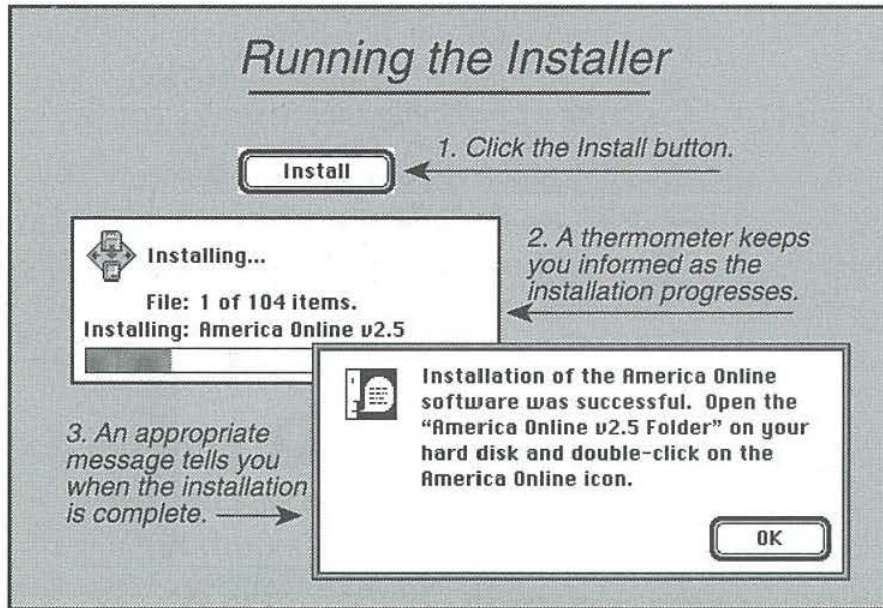 Running the Installer
Install
1. Click the Install button.
Installing...
File: 1 of 104 items.
Installing: America Online v2.5
2. A thermometer keeps
you informed as the
installation progresses.
3. An appropriate
message tells you
when the installation
is complete.
Installation of the America Online
software was successful. Open the
“America Online v2.5 Folder” on your
hard disk and double-click on the
America Online icon.
OK